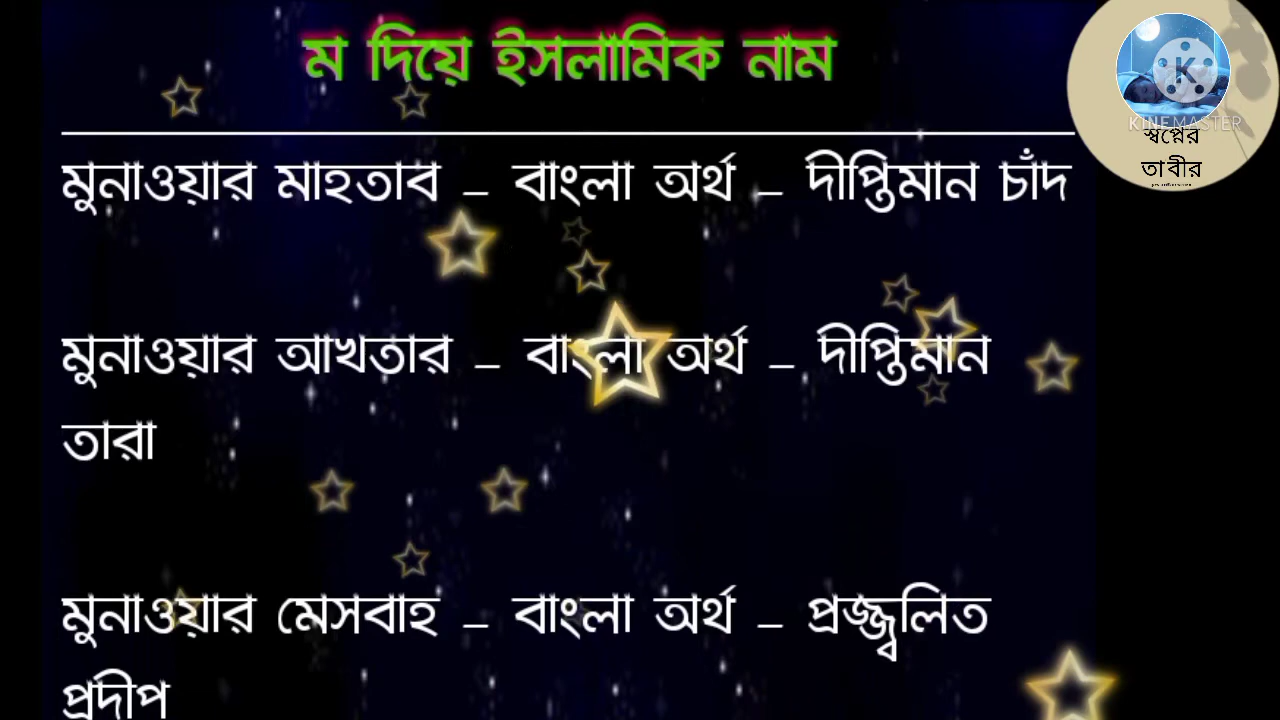 ম দিয়ে ইসলামিক নাম
KINEMASTER
স্বপ্নের
তাবীর
মুনাওয়ার মাহতাব – বাংলা অর্থ – দীপ্তিমান চাঁদ
মুনাওয়ার আখতার – বাংলা অর্থ – দীপ্তিমান
তারা
মুনাওয়ার মেসবাহ – বাংলা অর্থ – প্রজ্জ্বলিত
প্রদীপ